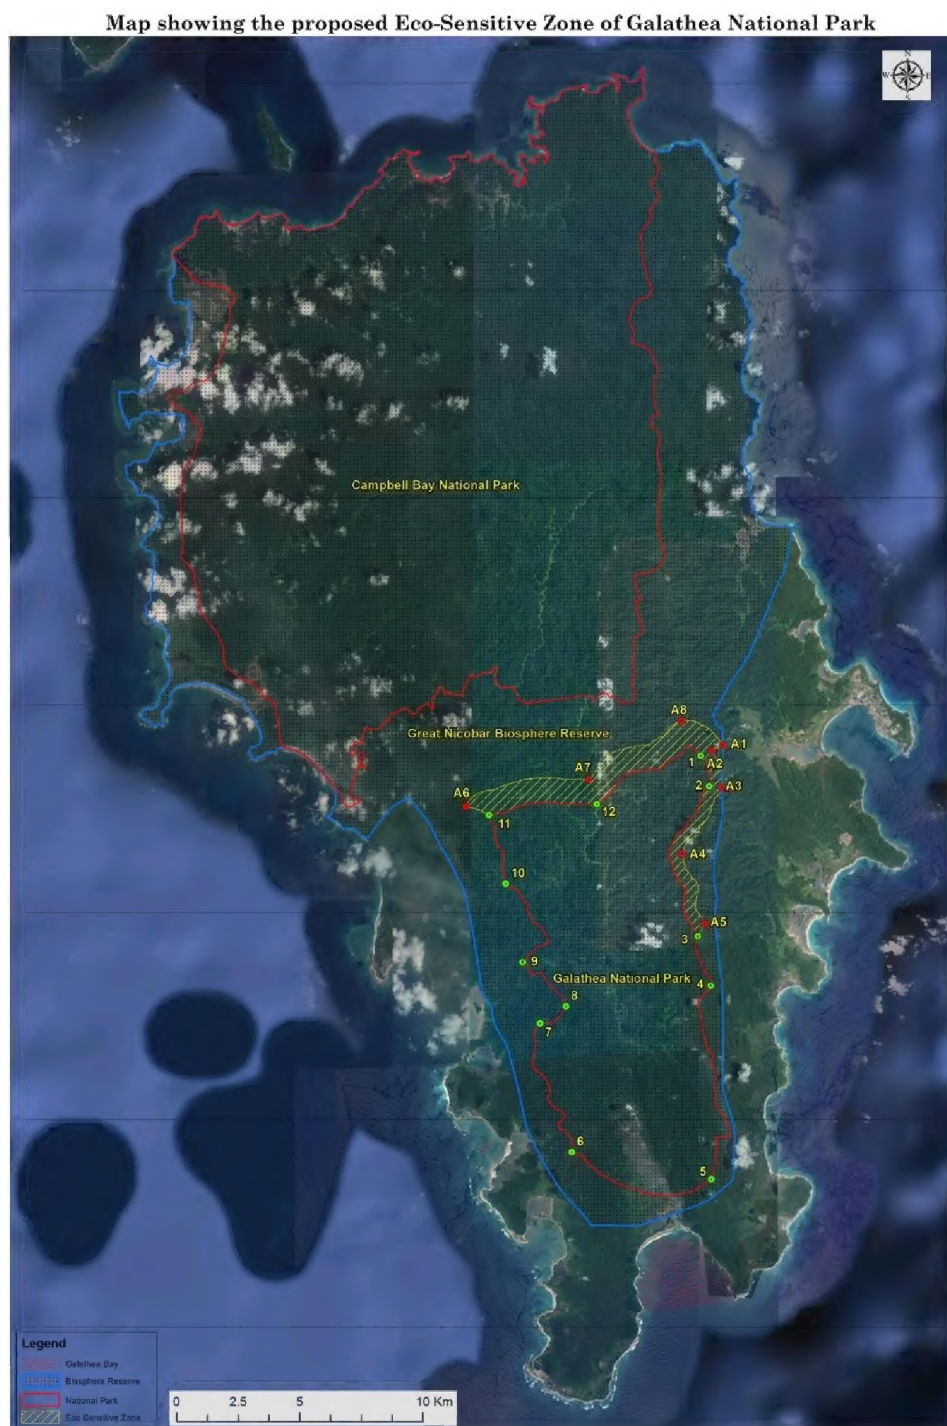 Map showing the proposed Eco-Sensitive Zone of Galathea National Park
N
W E
S
Campbell Bay National Park
A8
Great Nicobar Biosphere Reserve
A1
1 A2
A7
2 A3
A6
12
11
A4
10
A5
3
9
Galathea National Park
4
8
7
6
5
Legend
Galathea Bay
Biosphere Reserve
National Park
Eco Sensitive Zone
0 2.5 5 10 Km